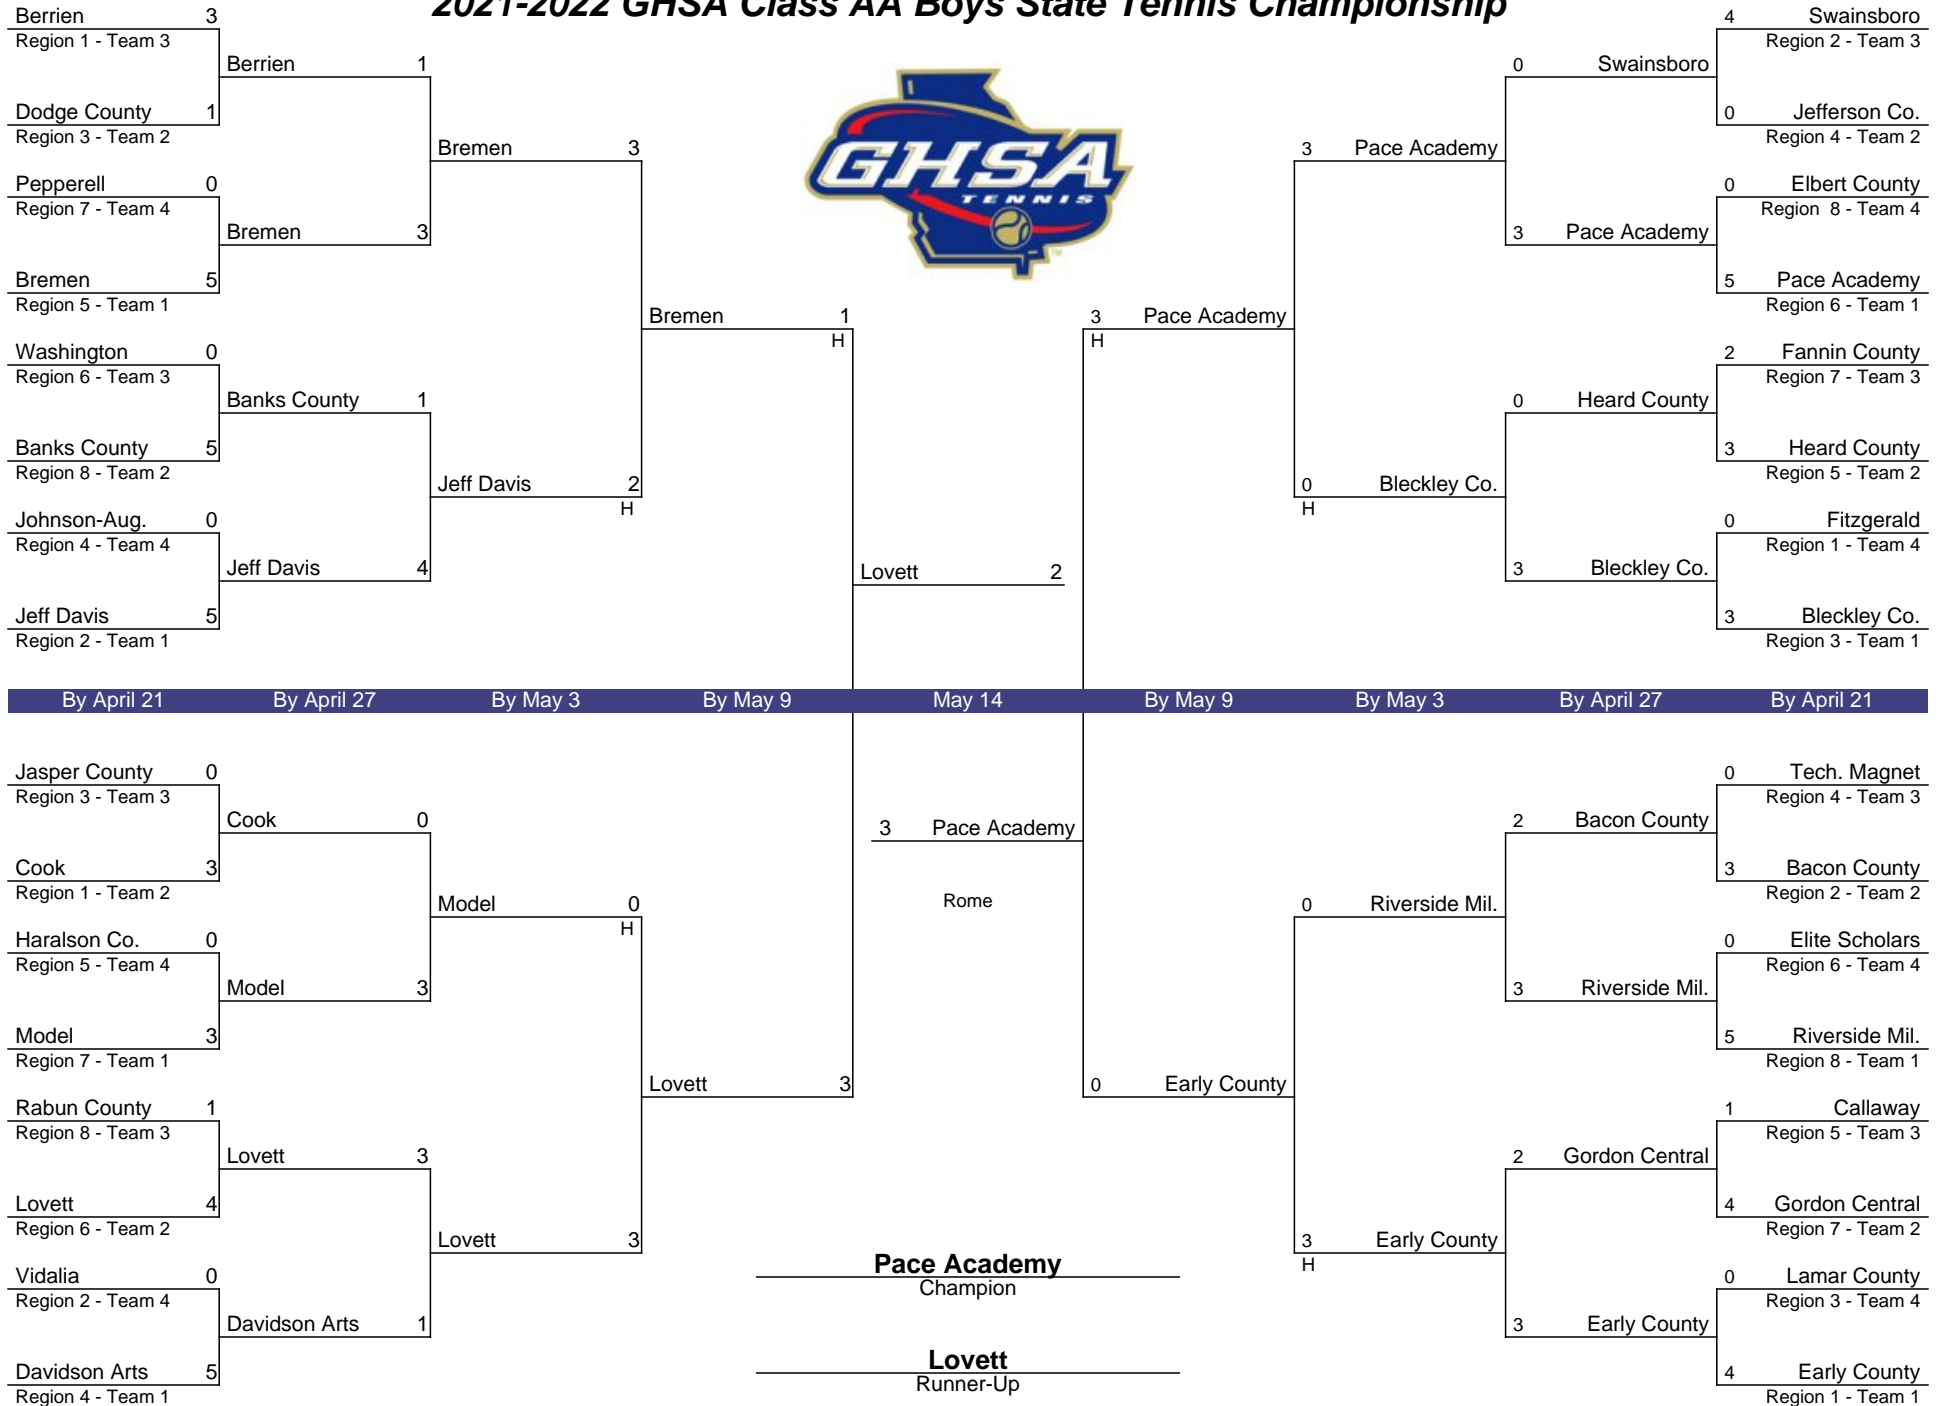 2021-2022 GHSA Class AA Boys State Tennis Championship
GHSA
TENNIS
TM
Berrien 3
Region 1 - Team 3
Dodge County 1
Region 3 - Team 2
Pepperell 0
Region 7 - Team 4
Bremen 5
Region 5 - Team 1
Washington 0
Region 6 - Team 3
Banks County 5
Region 8 - Team 2
Johnson-Aug. 0
Region 4 - Team 4
Jeff Davis 5
Region 2 - Team 1
Berrien 1
Bremen 3
Banks County 1
Jeff Davis 4
Bremen 3
Jeff Davis 2
H
Bremen 1
H
Lovett 2
3 Pace Academy
H
3 Pace Academy
0 Bleckley Co.
H
0 Swainsboro
3 Pace Academy
0 Heard County
3 Bleckley Co.
4 Swainsboro
Region 2 - Team 3
0 Jefferson Co.
Region 4 - Team 2
0 Elbert County
Region 8 - Team 4
5 Pace Academy
Region 6 - Team 1
2 Fannin County
Region 7 - Team 3
3 Heard County
Region 5 - Team 2
0 Fitzgerald
Region 1 - Team 4
3 Bleckley Co.
Region 3 - Team 1
By April 21 By April 27 By May 3 By May 9 May 14 By May 9 By May 3 By April 27 By April 21
Jasper County 0
Region 3 - Team 3
Cook 3
Region 1 - Team 2
Haralson Co. 0
Region 5 - Team 4
Model 3
Region 7 - Team 1
Rabun County 1
Region 8 - Team 3
Lovett 4
Region 6 - Team 2
Vidalia 0
Region 2 - Team 4
Davidson Arts 5
Region 4 - Team 1
Cook 0
Model 3
Lovett 3
Davidson Arts 1
Model 0
H
Lovett 3
Lovett 3
3 Pace Academy
Rome
0 Early County
0 Riverside Mil.
3 Early County
H
2 Bacon County
3 Riverside Mil.
2 Gordon Central
3 Early County
0 Tech. Magnet
Region 4 - Team 3
3 Bacon County
Region 2 - Team 2
0 Elite Scholars
Region 6 - Team 4
5 Riverside Mil.
Region 8 - Team 1
1 Callaway
Region 5 - Team 3
4 Gordon Central
Region 7 - Team 2
0 Lamar County
Region 3 - Team 4
4 Early County
Region 1 - Team 1
Pace Academy
Champion
Lovett
Runner-Up